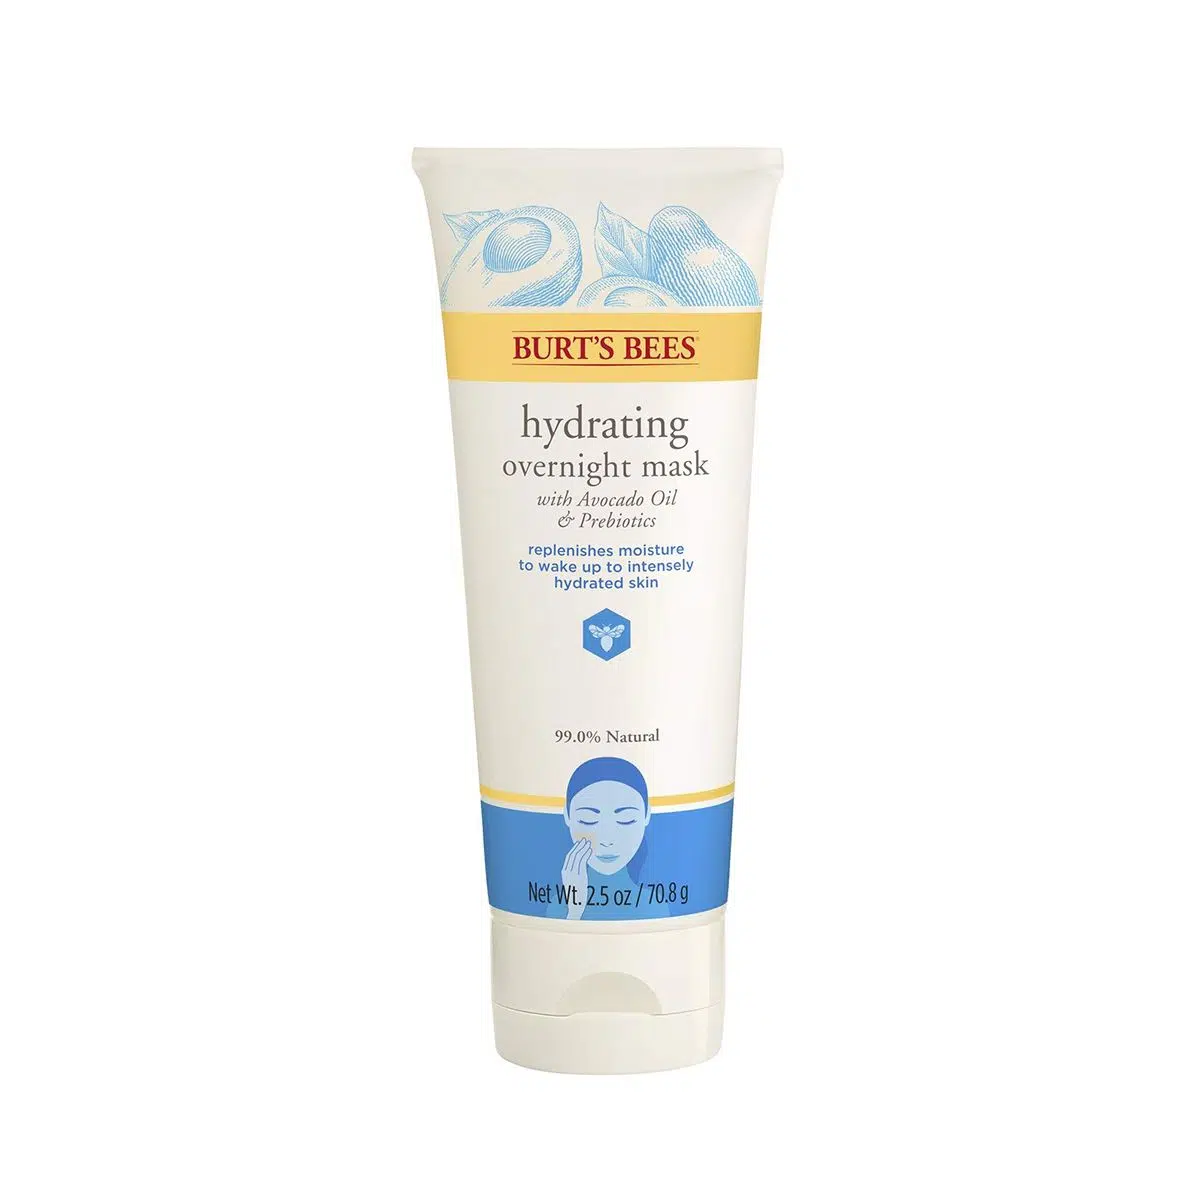 BURT'S BEES
hydrating
overnight mask
with Avocado Oil
& Prebiotics
replenishes moisture
to wake up to intensely
hydrated skin
99.0% Natural
Net Wt. 2.5 oz / 70.8 g